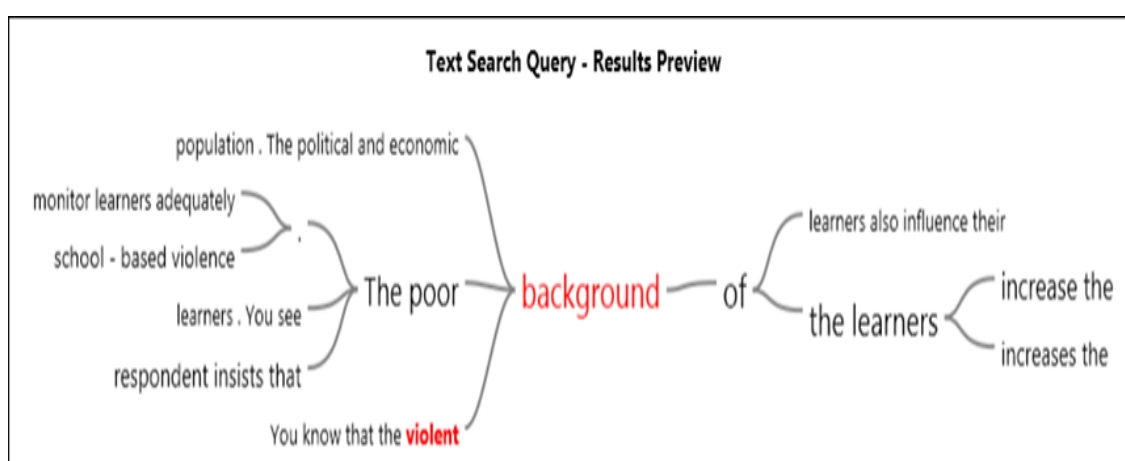 Text Search Query - Results Preview
population . The political and economic
monitor learners adequately
school - based violence
.
learners . You see
respondent insists that
The poor
You know that the violent
background
of
learners also influence their
the learners
increase the
increases the